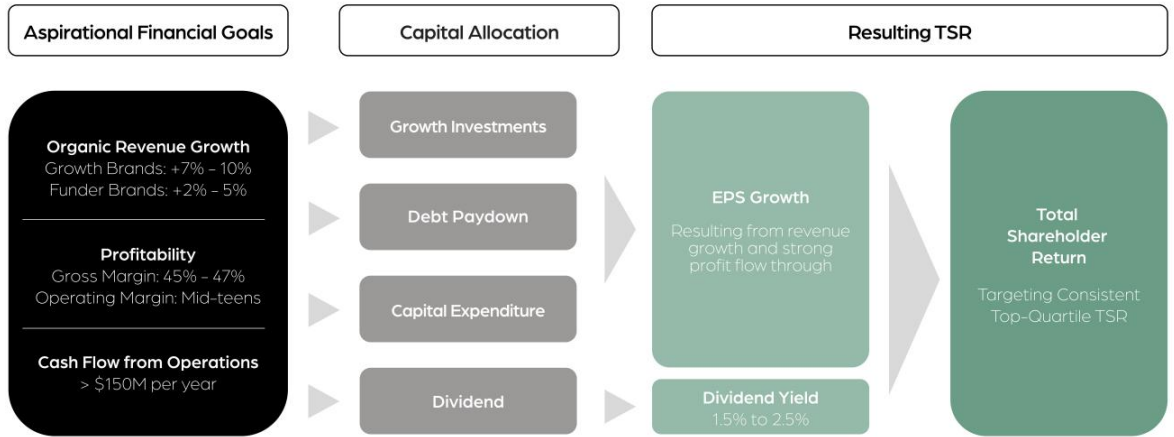 Aspirational Financial Goals
Capital Allocation
Resulting TSR
Organic Revenue Growth
Growth Brands: +7% - 10%
Funder Brands: +2% - 5%
Profitability
Gross Margin: 45% - 47%
Operating Margin: Mid-teens
Cash Flow from Operations
> $150M per year
Growth Investments
Debt Paydown
Capital Expenditure
Dividend
EPS Growth
Resulting from revenue
growth and strong
profit flow through
Dividend Yield
1.5% to 2.5%
Total
Shareholder
Return
Targeting Consistent
Top-Quartile TSR